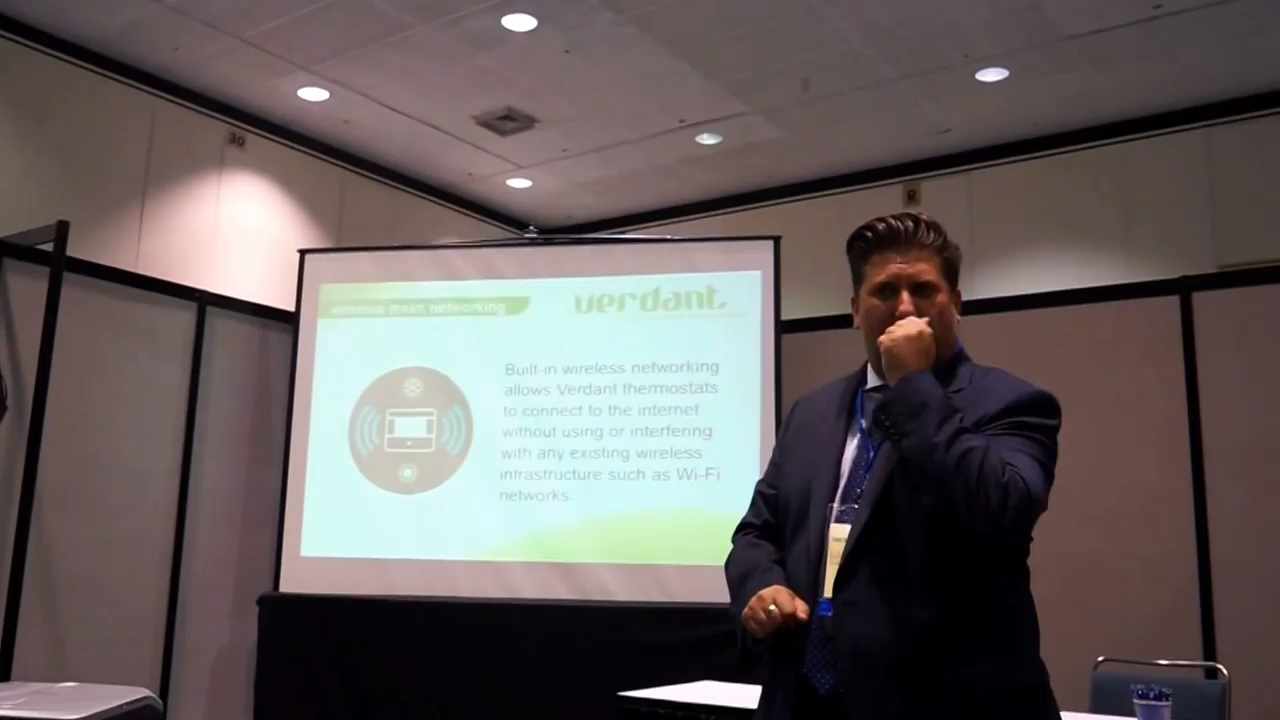 30
wireless mesh networking
verdant
Built-in wireless networking
allows Verdant thermostats
to connect to the internet
without using or interfering
with any existing wireless
infrastructure such as Wi-Fi
networks.